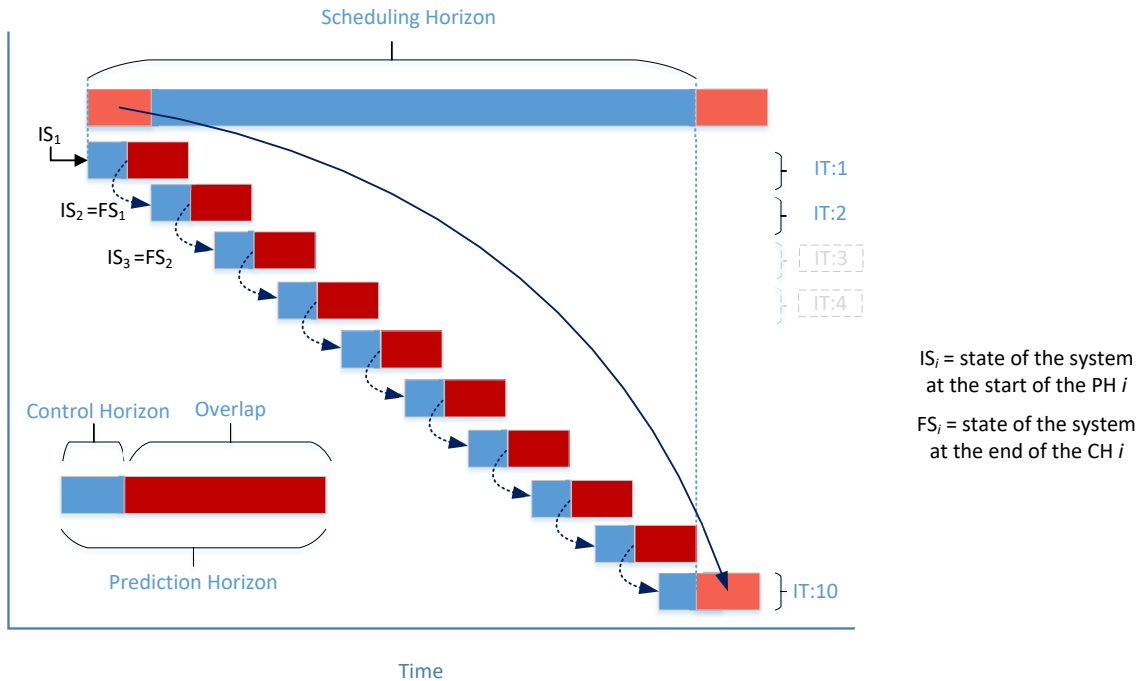 Scheduling Horizon
IS1
IT:1
IS2 =FS1
IT:2
IS3 =FS2
IT:3
IT:4
ISi = state of the system
at the start of the PH i
FSi = state of the system
at the end of the CH i
Control Horizon
Overlap
Prediction Horizon
IT:10
Time